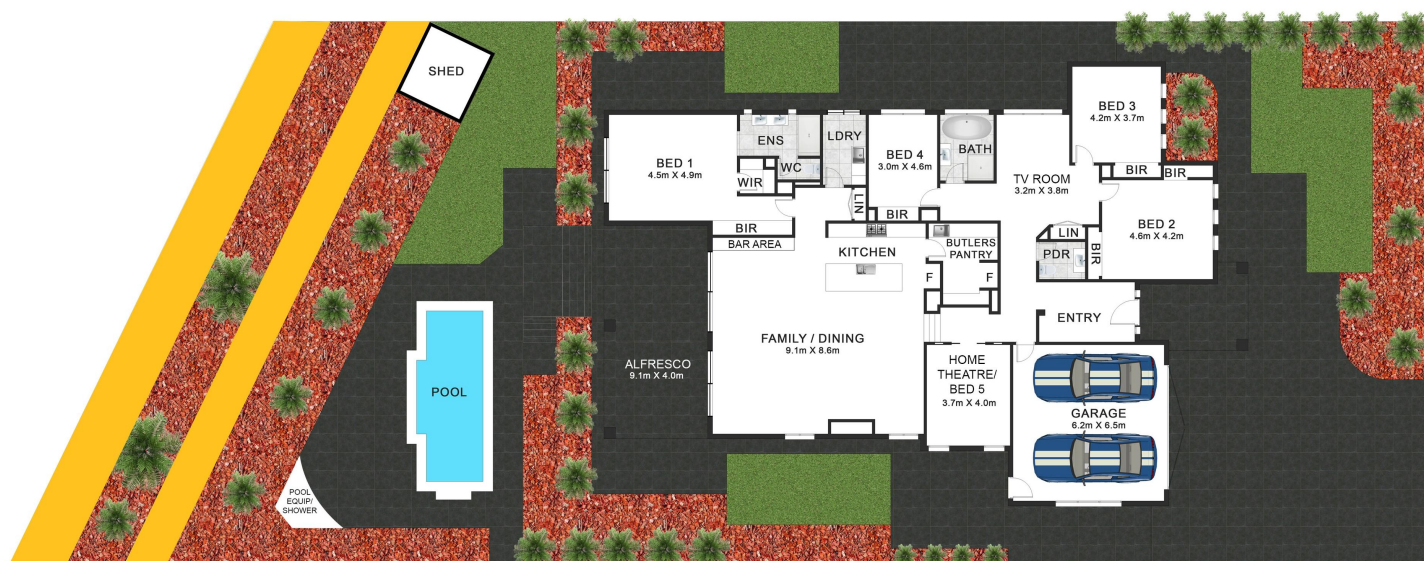 SHED
BED 1
4.5m X 4.9m
ENS
WC
WIR
LDRY
LIN
BIR
BAR AREA
BED 4
3.0m X 4.6m
BIR
BATH
TV ROOM
3.2m X 3.8m
BED 3
4.2m X 3.7m
BIR
BIR
BED 2
4.6m X 4.2m
LIN
PDR
BIR
KITCHEN
BUTLERS
PANTRY
F
F
ENTRY
FAMILY / DINING
9.1m X 8.6m
HOME
THEATRE/
BED 5
3.7m X 4.0m
GARAGE
6.2m X 6.5m
ALFRESCO
9.1m X 4.0m
POOL
POOL
EQUIP/
SHOWER